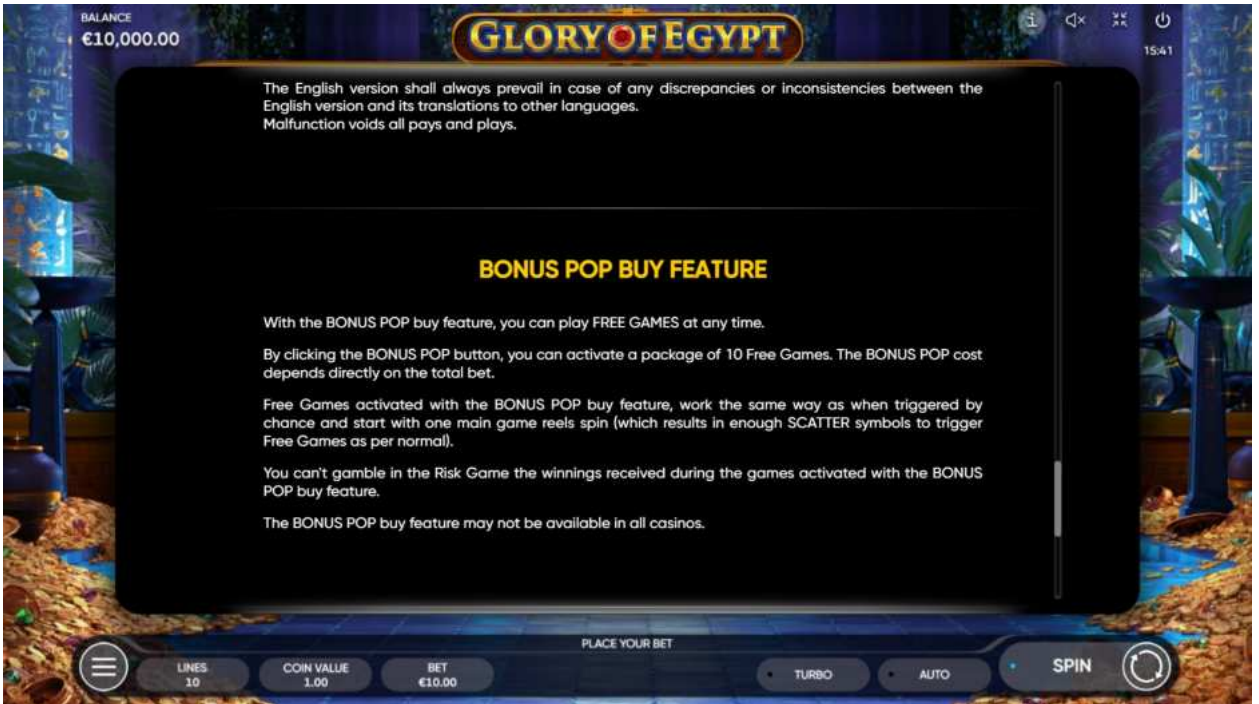 BALANCE
€10,000.00
GLORY OF EGYPT
i
15:41
The English version shall always prevail in case of any discrepancies or inconsistencies between the
English version and its translations to other languages.
Malfunction voids all pays and plays.
BONUS POP BUY FEATURE
With the BONUS POP buy feature, you can play FREE GAMES at any time.
By clicking the BONUS POP button, you can activate a package of 10 Free Games. The BONUS POP cost
depends directly on the total bet.
Free Games activated with the BONUS POP buy feature, work the same way as when triggered by
chance and start with one main game reels spin (which results in enough SCATTER symbols to trigger
Free Games as per normal).
You can't gamble in the Risk Game the winnings received during the games activated with the BONUS
POP buy feature.
The BONUS POP buy feature may not be available in all casinos.
PLACE YOUR BET
LINES
10
COIN VALUE
1.00
BET
€10.00
TURBO
AUTO
SPIN